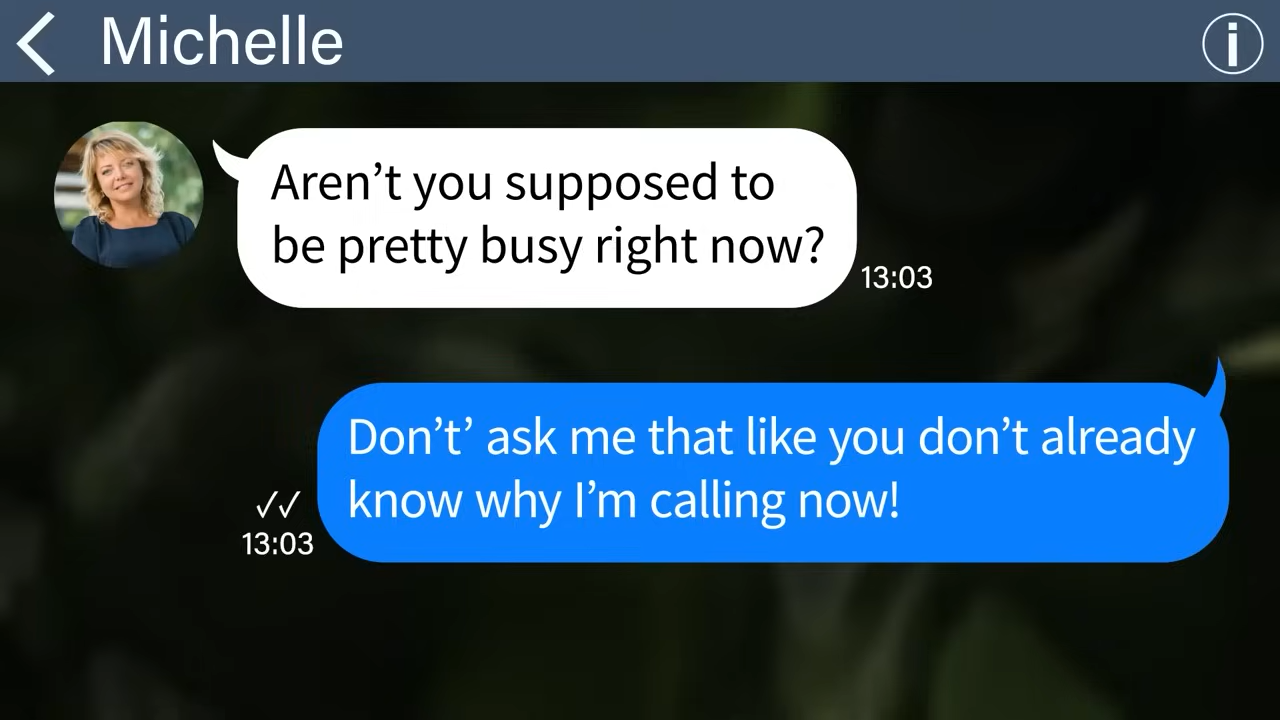 Michelle
i
Aren’t you supposed to
be pretty busy right now?
13:03
Don’t’ ask me that like you don’t already
know why I’m calling now!
13:03